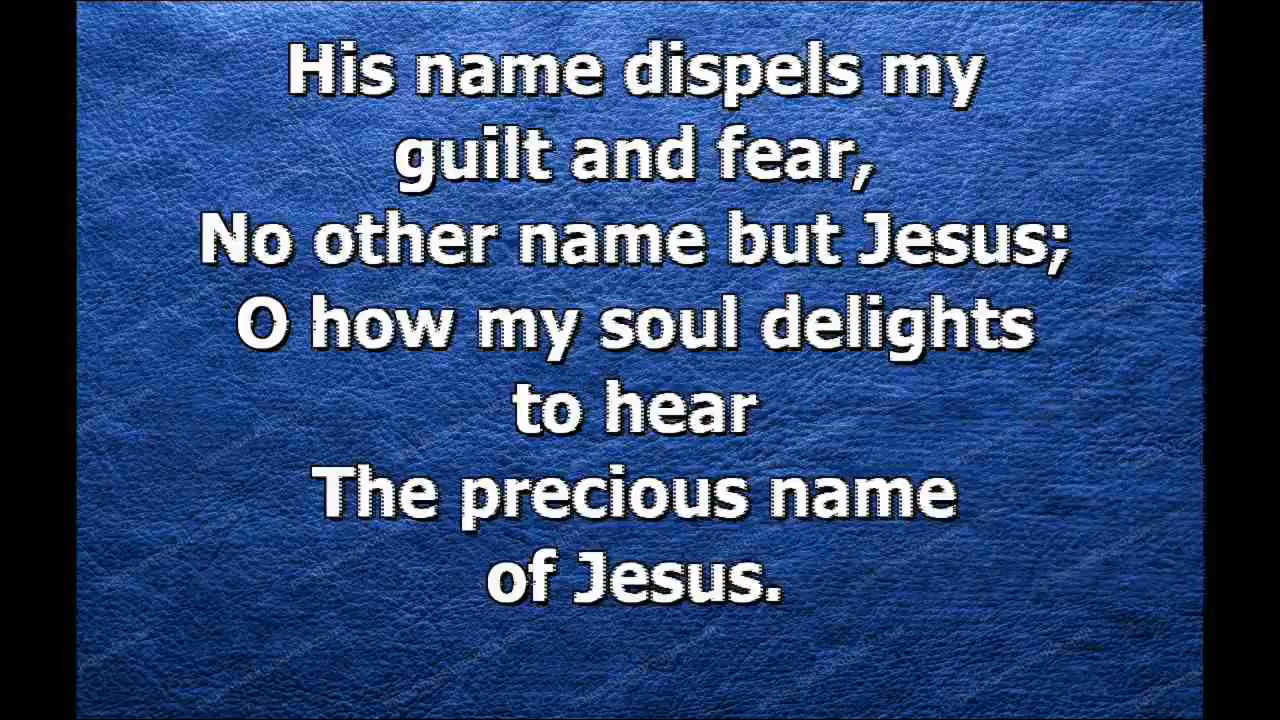 His name dispels my
guilt and fear,
No other name but Jesus;
O how my soul delights
to hear
The precious name
of Jesus.